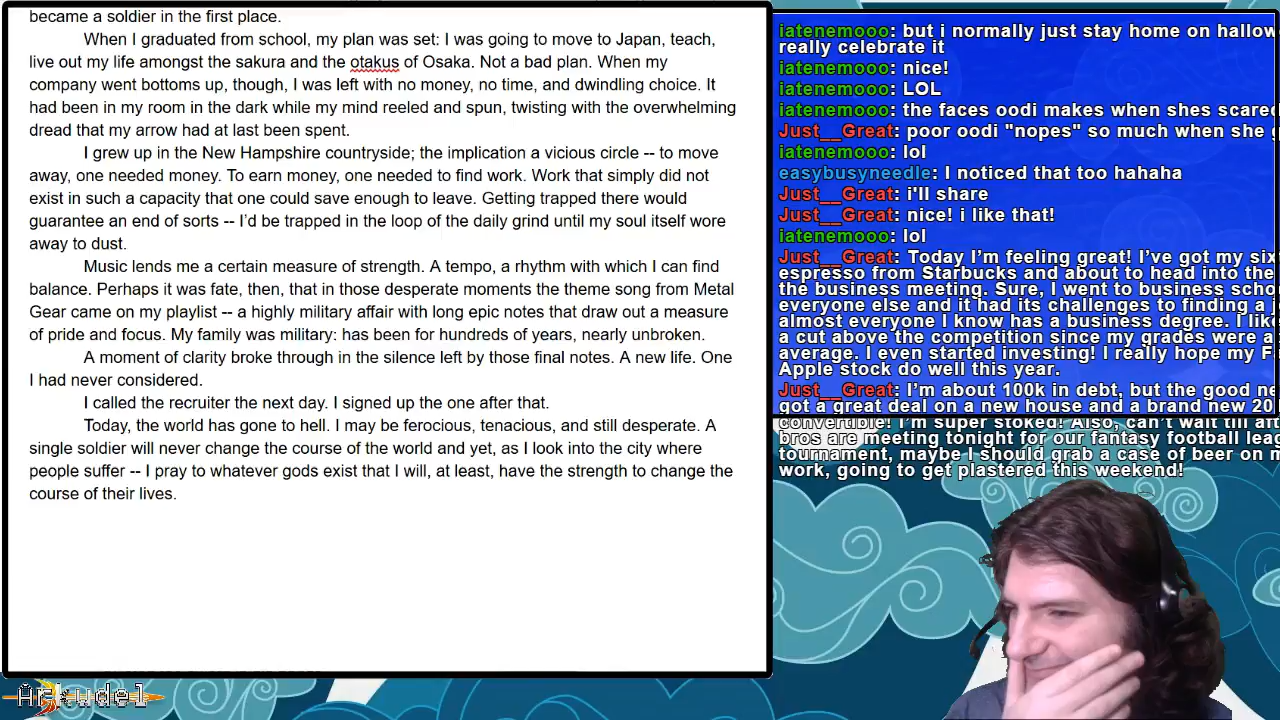 became a soldier in the first place.
When I graduated from school, my plan was set: I was going to move to Japan, teach,
live out my life amongst the sakura and the otakus of Osaka. Not a bad plan. When my
company went bottoms up, though, I was left with no money, no time, and dwindling choice. It
had been in my room in the dark while my mind reeled and spun, twisting with the overwhelming
dread that my arrow had at last been spent.
I grew up in the New Hampshire countryside; the implication a vicious circle -- to move
away, one needed money. To earn money, one needed to find work. Work that simply did not
exist in such a capacity that one could save enough to leave. Getting trapped there would
guarantee an end of sorts -- I'd be trapped in the loop of the daily grind until my soul itself wore
away to dust.
Music lends me a certain measure of strength. A tempo, a rhythm with which I can find
balance. Perhaps it was fate, then, that in those desperate moments the theme song from Metal
Gear came on my playlist -- a highly military affair with long epic notes that draw out a measure
of pride and focus. My family was military: has been for hundreds of years, nearly unbroken.
A moment of clarity broke through in the silence left by those final notes. A new life. One
I had never considered.
I called the recruiter the next day. I signed up the one after that.
Today, the world has gone to hell. I may be ferocious, tenacious, and still desperate. A
single soldier will never change the course of the world and yet, as I look into the city where
people suffer -- I pray to whatever gods exist that I will, at least, have the strength to change the
course of their lives.
iatenemooo: but i normally just stay home on
really celebrate it
iatenemooo: nice!
iatenemooo: LOL
iatenemooo: the faces oodi makes when shes scared
Just__Great: poor oodi "nopes" so much when she
iatenemooo: lol
easybusyneedle: I noticed that too hahaha
Just__Great: i'll share
Just__Great: nice! i like that!
iatenemooo: lol
Just__Great: Today I'm feeling great! I've got my
espresso from Starbucks and about to head into the
the business meeting. Sure, I went to business
everyone else and it had its challenges to finding a
almost everyone I know has a business degree. I
a cut above the competition since my grades were
average. I even started investing! I really hope my
Apple stock do well this year.
Just__Great: I'm about 100k in debt, but the good
got a great deal on a new house and a brand new 20
convertible! I'm super stoked! Also, can't wait till
bros are meeting tonight for our fantasy football
tournament, maybe I should grab a case of beer on
work, going to get plastered this weekend!
Arkudel